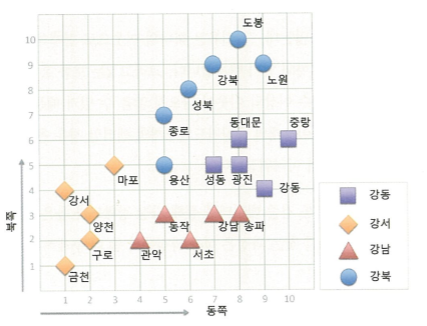 도봉
10
9
강북
노원
8
성북
7
종로
동대문
중랑
6
5
마포
용산
성동
광진
4
강서
강동
3
양천
동작
강남
송파
2
구로
관악
서초
1
금천
1 2 3 4 5 6 7 8 9 10
북쪽
동쪽
강동
강서
강남
강북